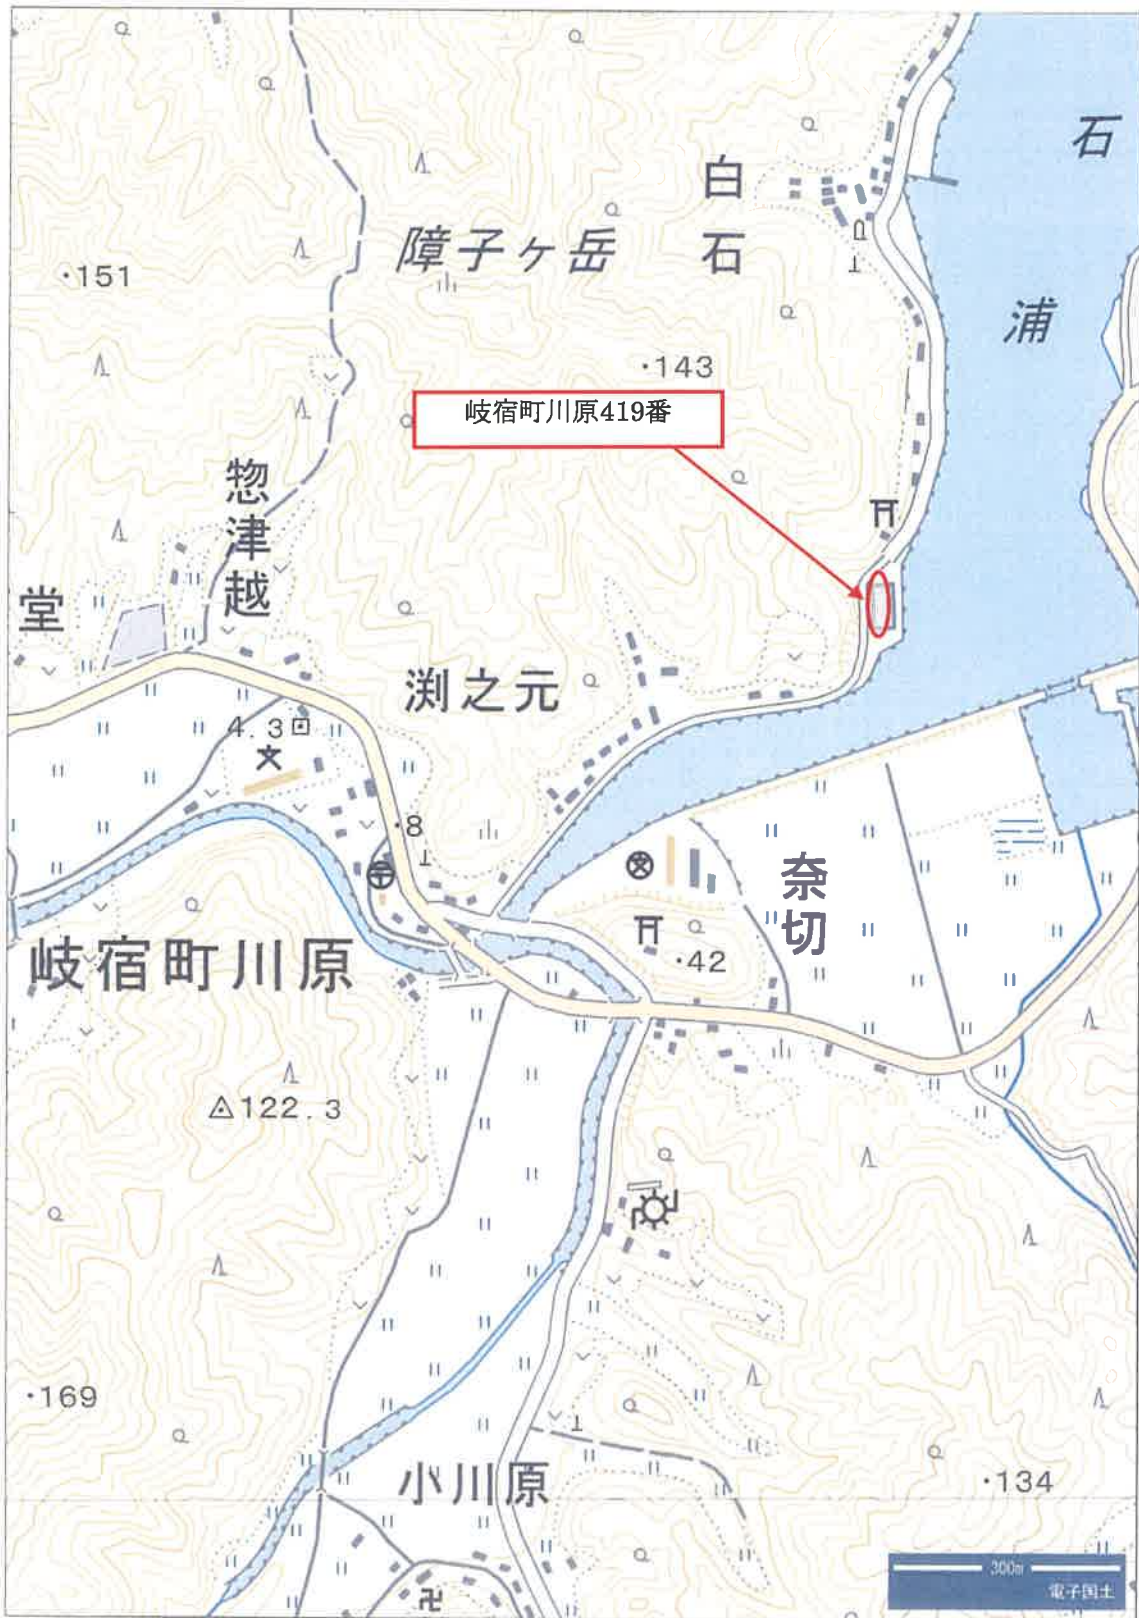 石
白石
障子ヶ岳
・151
浦
・143
岐宿町川原419番
惣津越
堂
渕之元
4.3
・8
奈切
岐宿町川原
・42
122.3
・169
小川原
・134
300m
電子国土